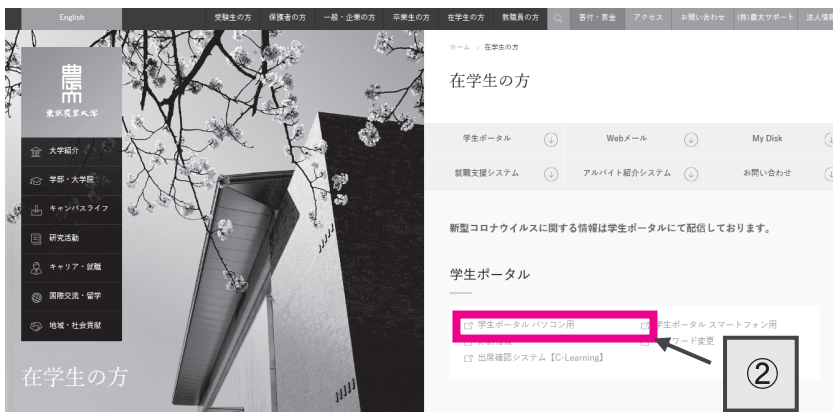 English 受験生の方 保護者の方 一般・企業の方 卒業生の方 在学生の方 教職員の方 寄付・募金 アクセス お問い合わせ (株)農大サポート 法人情報
東京農業大学
大学紹介
学部・大学院
キャンパスライフ
研究活動
キャリア・就職
国際交流・留学
地域・社会貢献
在学生の方
ホーム > 在学生の方
在学生の方
学生ポータル Webメール My Disk
就職支援システム アルバイト紹介システム お問い合わせ
新型コロナウイルスに関する情報は学生ポータルにて配信しております。
学生ポータル
学生ポータル パソコン用 学生ポータル スマートフォン用
ワード変更
出席確認システム【C-Learning】
②